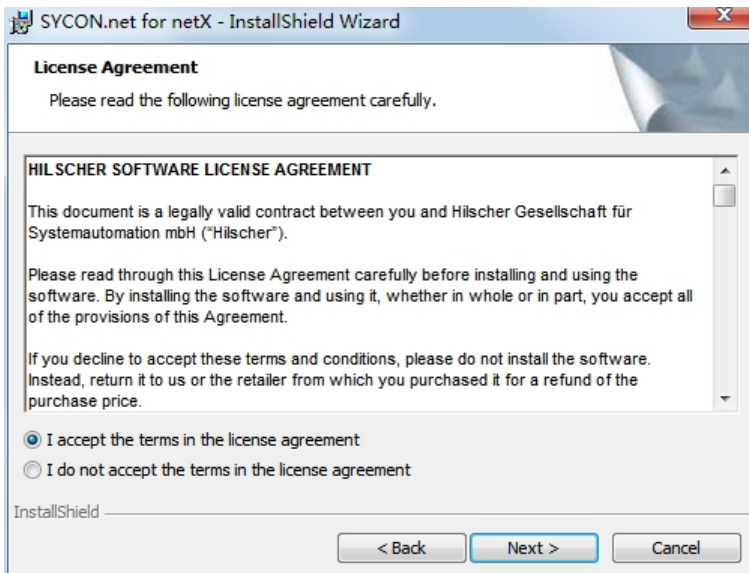 SYCON.net for netX - InstallShield Wizard
License Agreement
Please read the following license agreement carefully.
HILSCHER SOFTWARE LICENSE AGREEMENT
This document is a legally valid contract between you and Hilscher Gesellschaft für
Systemautomation mbH (“Hilscher”).
Please read through this License Agreement carefully before installing and using the
software. By installing the software and using it, whether in whole or in part, you accept all
of the provisions of this Agreement.
If you decline to accept these terms and conditions, please do not install the software.
Instead, return it to us or the retailer from which you purchased it for a refund of the
purchase price.
I accept the terms in the license agreement
I do not accept the terms in the license agreement
InstallShield
< Back Next > Cancel